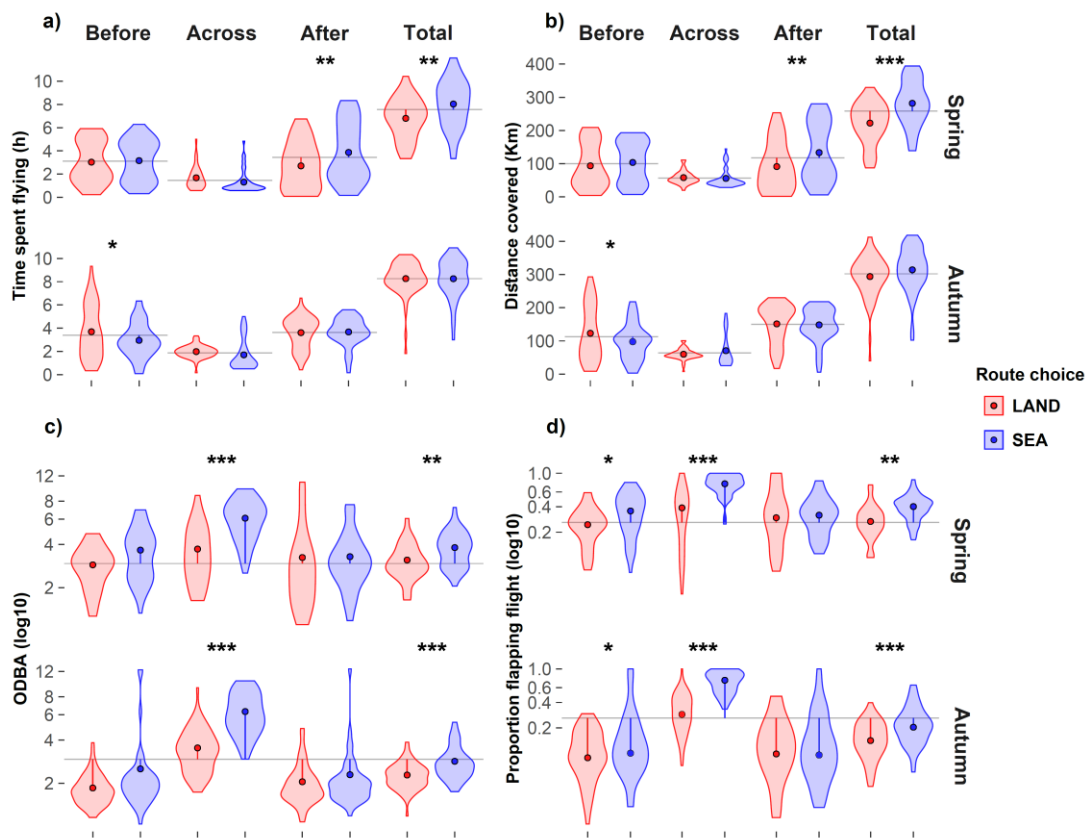 a)
Before Across After Total
** **
Time spent flying (h)
10
8
6
4
2
0
Spring
*
10
8
6
4
2
0
Autumn
b)
Before Across After Total
** ***
Distance covered (Km)
400
300
200
100
0
Spring
*
400
300
200
100
0
Autumn
Route choice
LAND
SEA
c)
*** **
ODBA (log10)
12
8
6
4
2
*** ***
12
8
6
4
2
d)
* *** **
Proportion flapping flight (log10)
1.0
0.6
0.4
0.2
Spring
* *** ***
1.0
0.6
0.4
0.2
Autumn